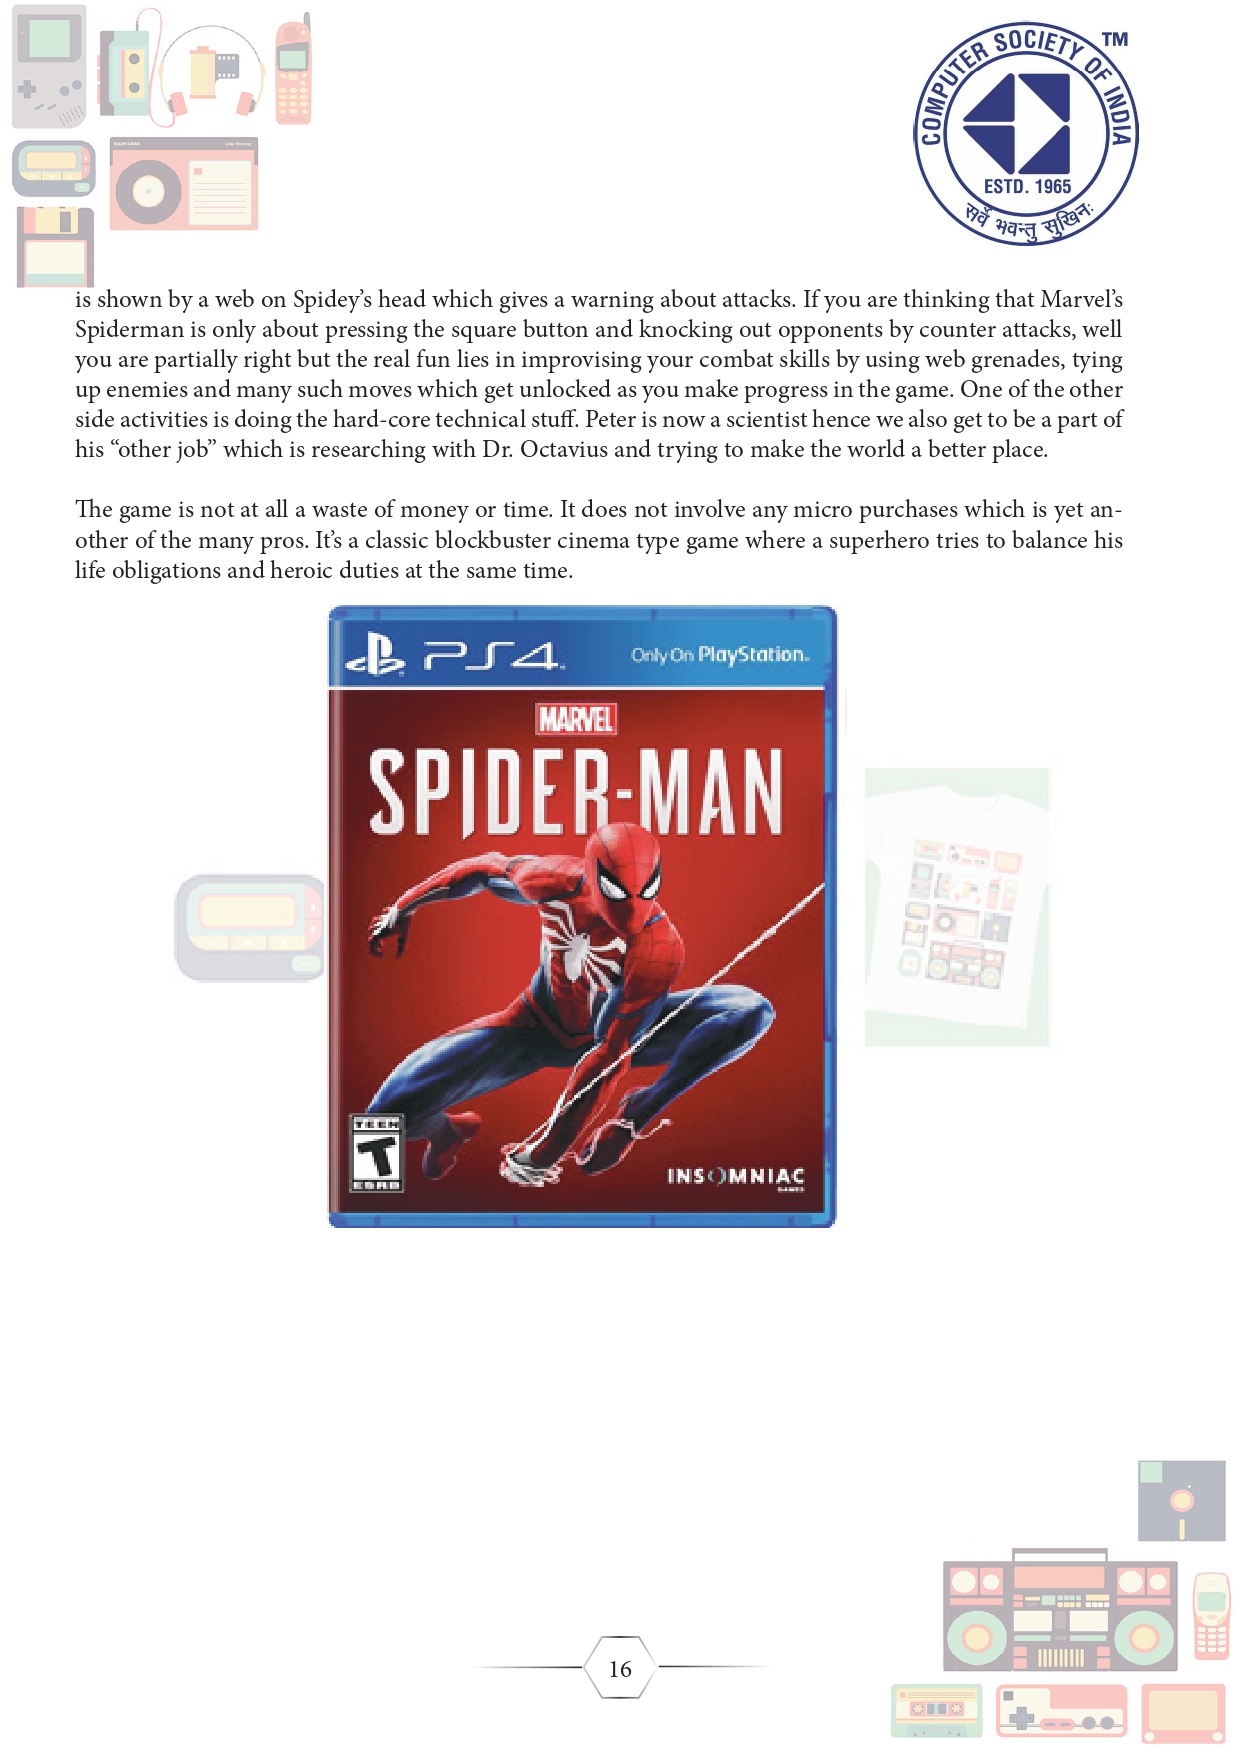 COMPUTER SOCIETY OF INDIA
TM
ESTD. 1965
सर्वे भवन्तु सुखिनः
is shown by a web on Spidey’s head which gives a warning about attacks. If you are thinking that Marvel’s
Spiderman is only about pressing the square button and knocking out opponents by counter attacks, well
you are partially right but the real fun lies in improvising your combat skills by using web grenades, tying
up enemies and many such moves which get unlocked as you make progress in the game. One of the other
side activities is doing the hard-core technical stuff. Peter is now a scientist hence we also get to be a part of
his “other job” which is researching with Dr. Octavius and trying to make the world a better place.
The game is not at all a waste of money or time. It does not involve any micro purchases which is yet an-
other of the many pros. It’s a classic blockbuster cinema type game where a superhero tries to balance his
life obligations and heroic duties at the same time.
PS4 Only On PlayStation.
MARVEL
SPIDER-MAN
TEEN
T
ESRB
INSOMNIAC
GAMES
16